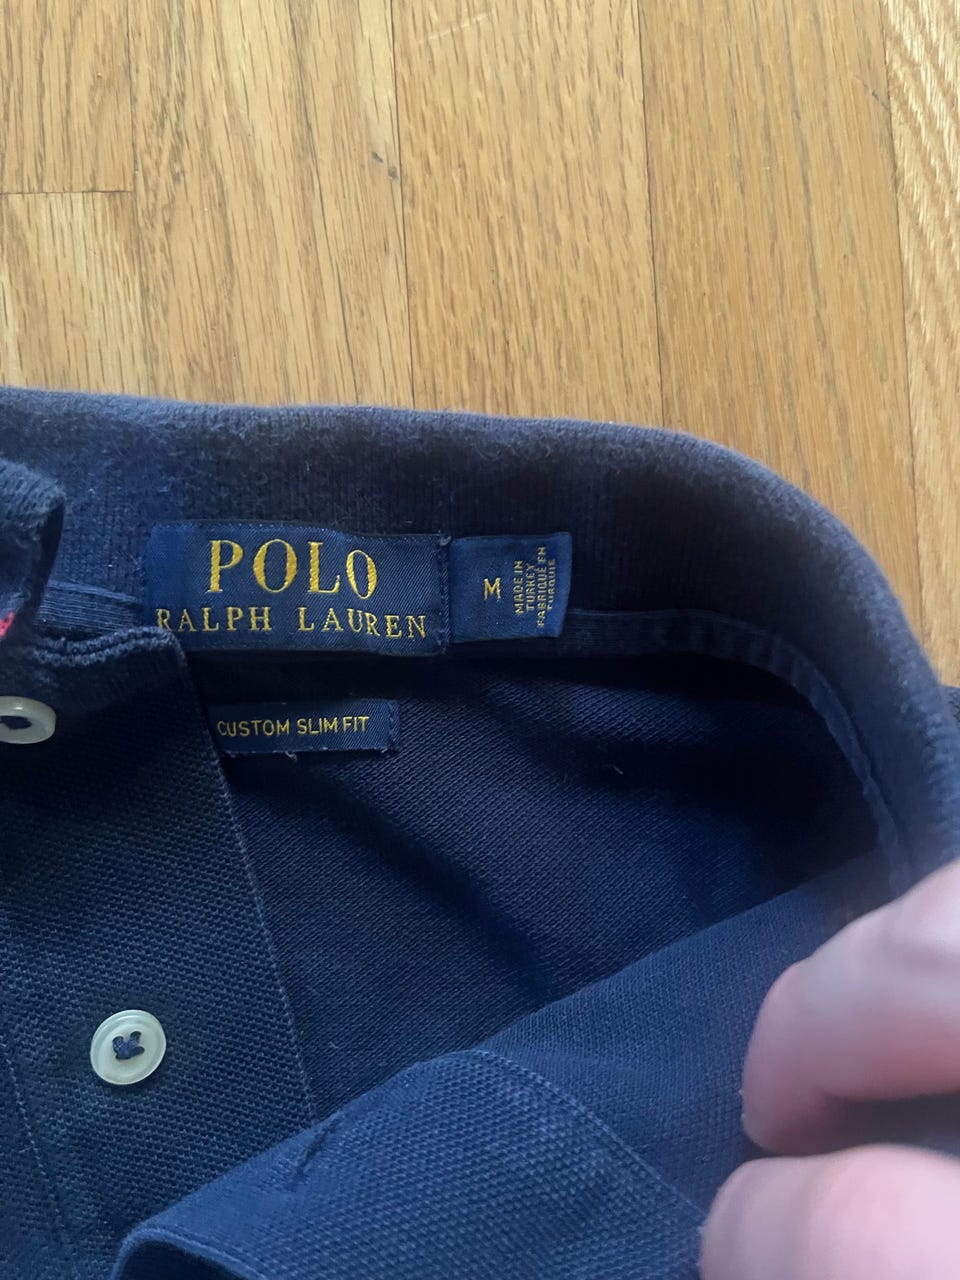 POLO
RALPH LAUREN
M
MADE IN
TURKEY
FABRIQUÉ EN
TURQUIE
CUSTOM SLIM FIT